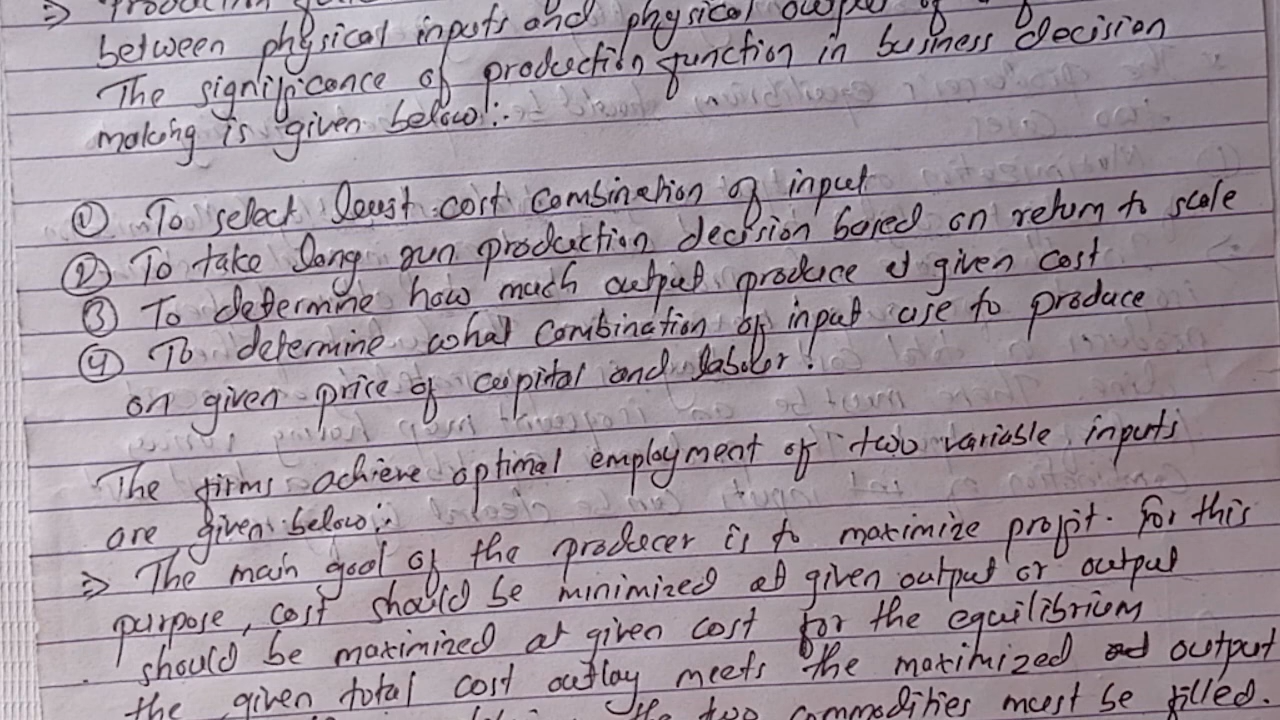 ⇒ Production
between physical inputs and physical output of a
The significance of production function in business decision
making is given below:-
① To select least cost combination of input
② To take long run production decision based on return to scale
③ To determine how much output produce at given cost
④ To determine what combination of input use to produce
on given price of capital and labolor.
The firms achieve optimal employment of two variable inputs
are given below:-
⇒ The main goal of the producer is to maximize profit. For this
purpose, cost should be minimized at given output or output
should be maximized at given cost for the equilibrium
the given total cost outlay meets the maximized output
the two commodities must be filled.